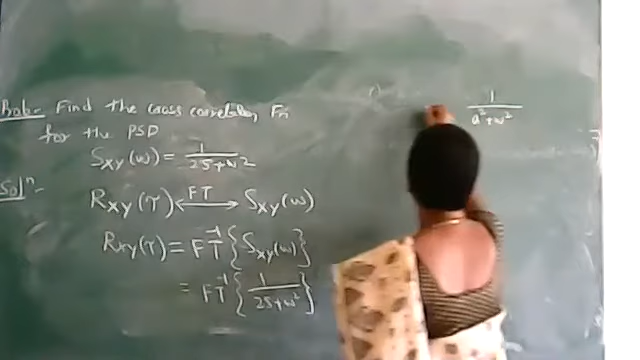 Prob- Find the cross correlation Fn
for the PSD
Sxy(ω) = 1/(25+ω²)
Soln
Rxy(τ) <-FT-> Sxy(ω)
Rxy(τ) = FT⁻¹{Sxy(ω)}
= FT⁻¹{1/(25+ω²)}
1/(a²+ω²)